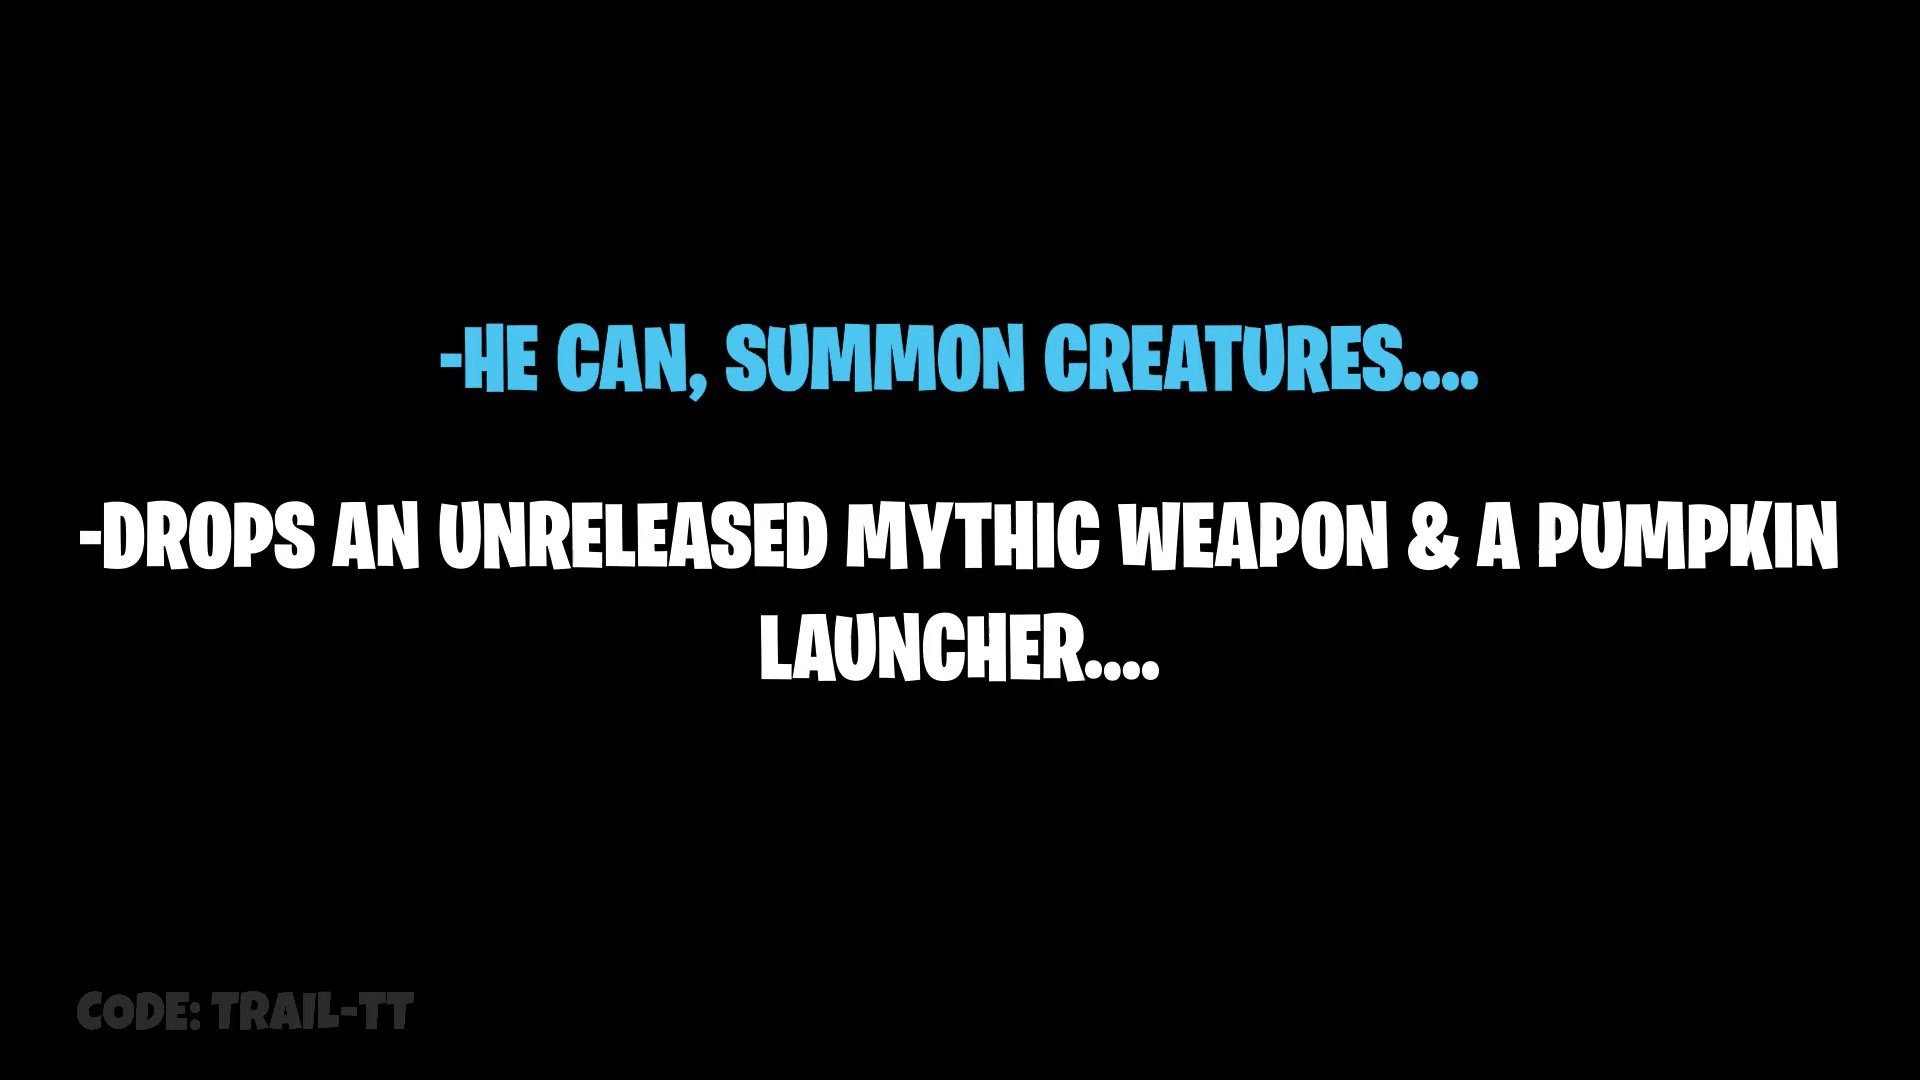 -HE CAN, SUMMON CREATURES....
-DROPS AN UNRELEASED MYTHIC WEAPON & A PUMPKIN
LAUNCHER....
CODE: TRAIL-TT